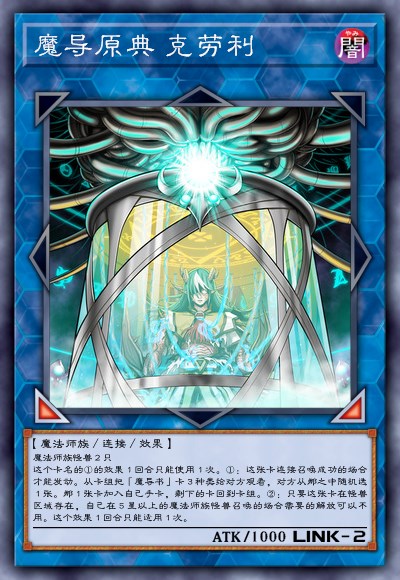 魔导原典 克劳利
やみ
闇
【魔法师族/连接/效果】
魔法师族怪兽2只
这个卡名的①的效果1回合只能使用1次。①：这张卡连接召唤成功的场合
才能发动。从卡组把「魔导书」卡3种类给对方观看，对方从那之中随机选
1张。那1张卡加入自己手卡，剩下的卡回到卡组。②：只要这张卡在怪兽
区域存在，自己在5星以上的魔法师族怪兽召唤的场合需要的解放可以不
用。这个效果1回合只能适用1次。
ATK/1000 LINK-2